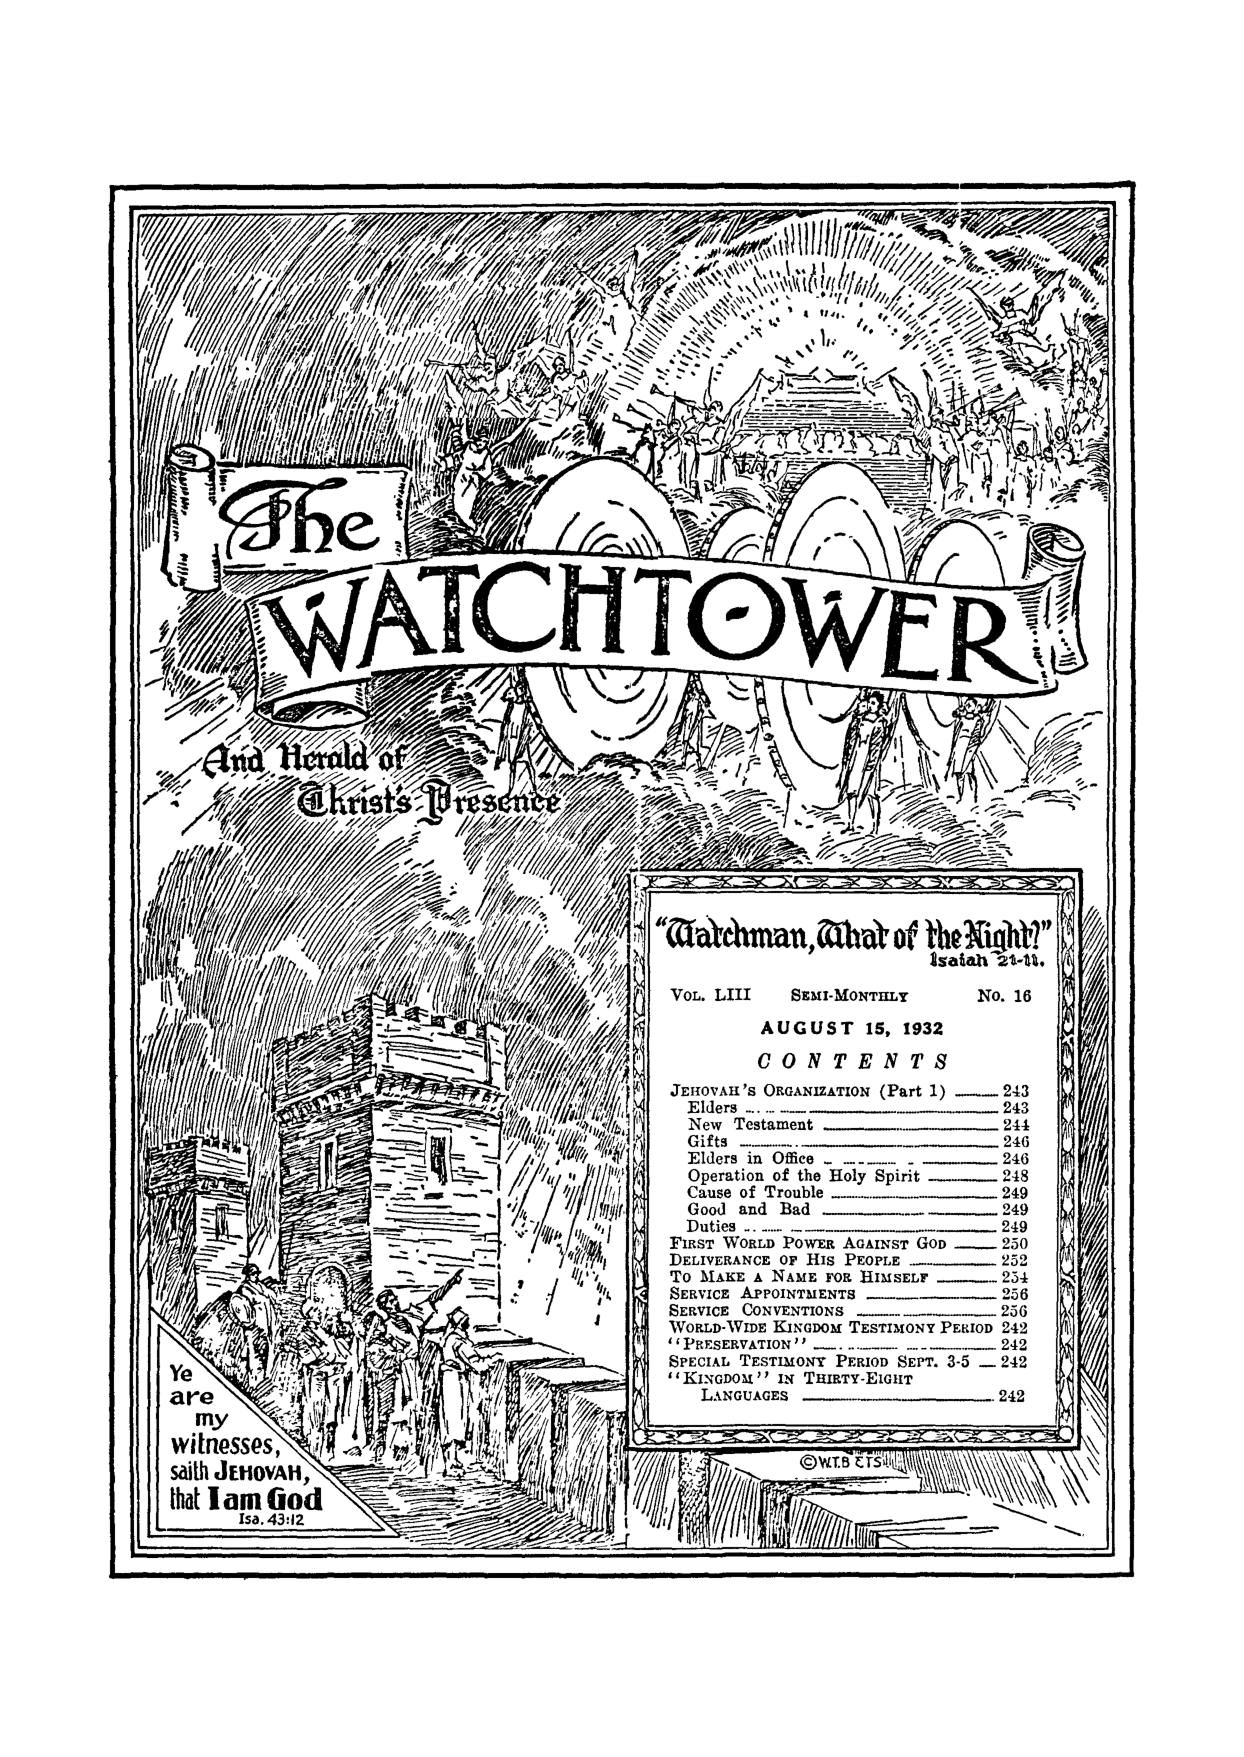 The
WATCHTOWER
And Herald of
Christ's Presence
"Watchman, What of the Night?"
Isaiah 21-11.
VOL. LIII SEMI-MONTHLY No. 16
AUGUST 15, 1932
CONTENTS
JEHOVAH'S ORGANIZATION (Part 1) 243
Elders 243
New Testament 244
Gifts 246
Elders in Office 246
Operation of the Holy Spirit 248
Cause of Trouble 249
Good and Bad 249
Duties 249
FIRST WORLD POWER AGAINST GOD 250
DELIVERANCE OF HIS PEOPLE 252
TO MAKE A NAME FOR HIMSELF 254
SERVICE APPOINTMENTS 256
SERVICE CONVENTIONS 256
WORLD-WIDE KINGDOM TESTIMONY PERIOD 242
"PRESERVATION" 242
SPECIAL TESTIMONY PERIOD SEPT. 3-5 242
"KINGDOM" IN THIRTY-EIGHT
LANGUAGES 242
Ye
are
my
witnesses,
saith JEHOVAH,
that I am God
Isa. 43:12
©W.T.B &T.S.